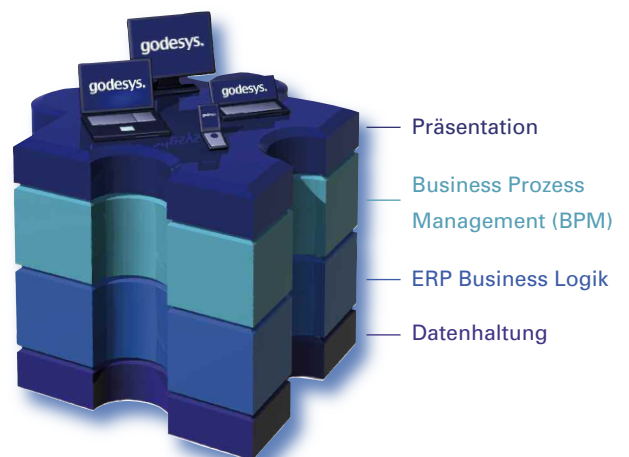 godesys.
godesys.
godesys.
Präsentation
Business Prozess
Management (BPM)
ERP Business Logik
Datenhaltung